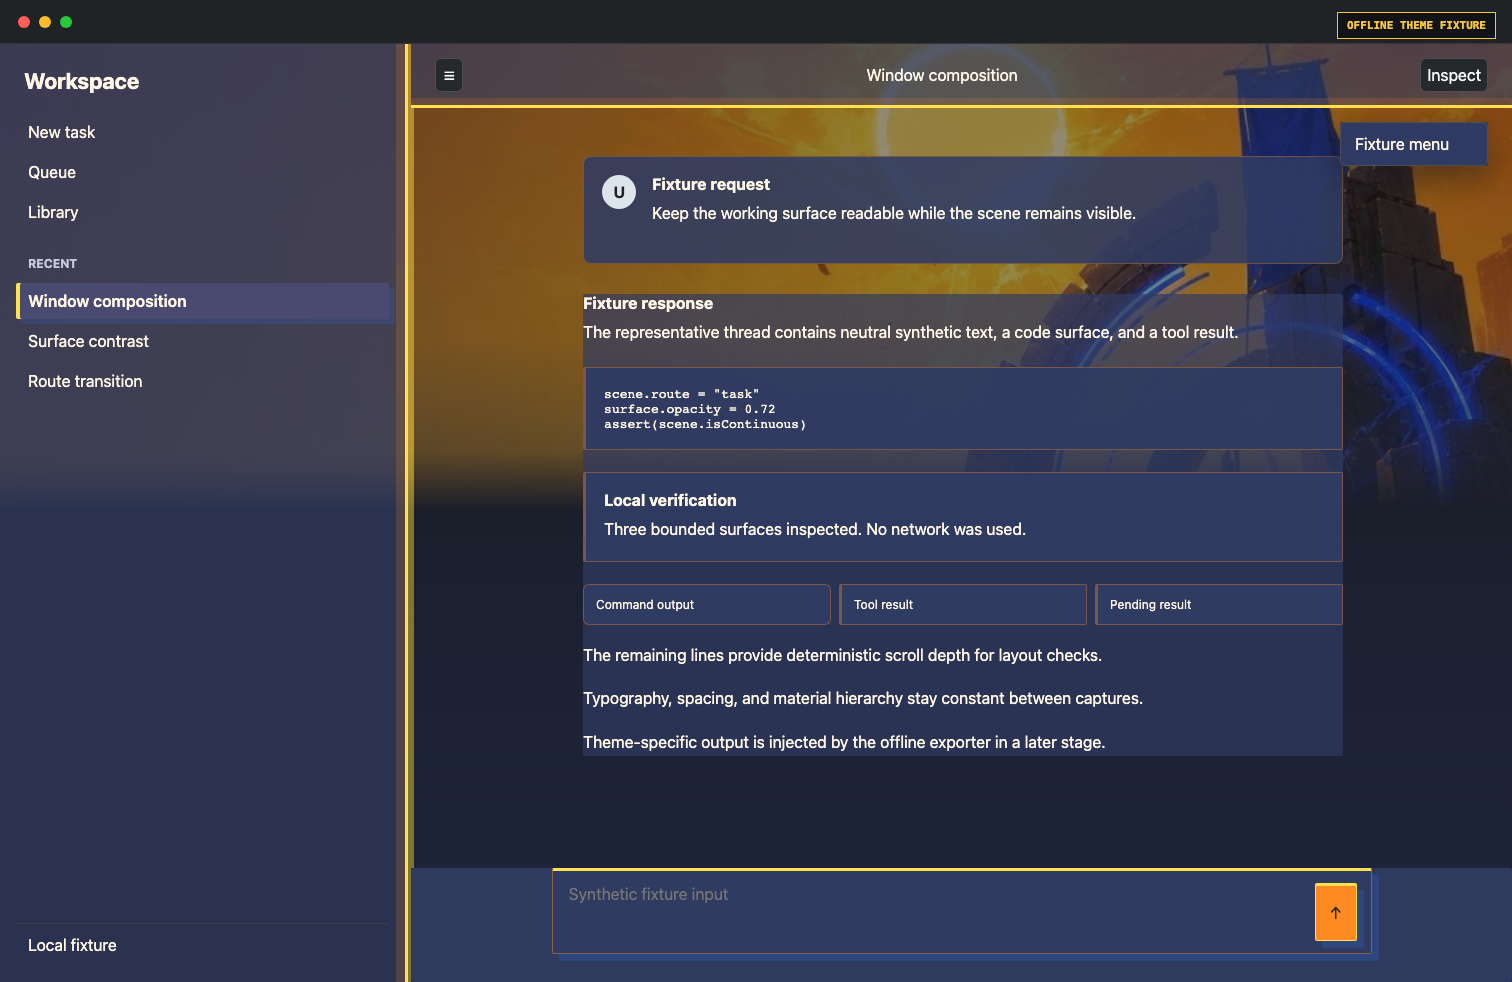 OFFLINE THEME FIXTURE
Workspace
New task
Queue
Library
RECENT
Window composition
Surface contrast
Route transition
Local fixture
Window composition
Inspect
Fixture menu
U
Fixture request
Keep the working surface readable while the scene remains visible.
Fixture response
The representative thread contains neutral synthetic text, a code surface, and a tool result.
scene.route = "task"
surface.opacity = 0.72
assert(scene.isContinuous)
Local verification
Three bounded surfaces inspected. No network was used.
Command output
Tool result
Pending result
The remaining lines provide deterministic scroll depth for layout checks.
Typography, spacing, and material hierarchy stay constant between captures.
Theme-specific output is injected by the offline exporter in a later stage.
Synthetic fixture input